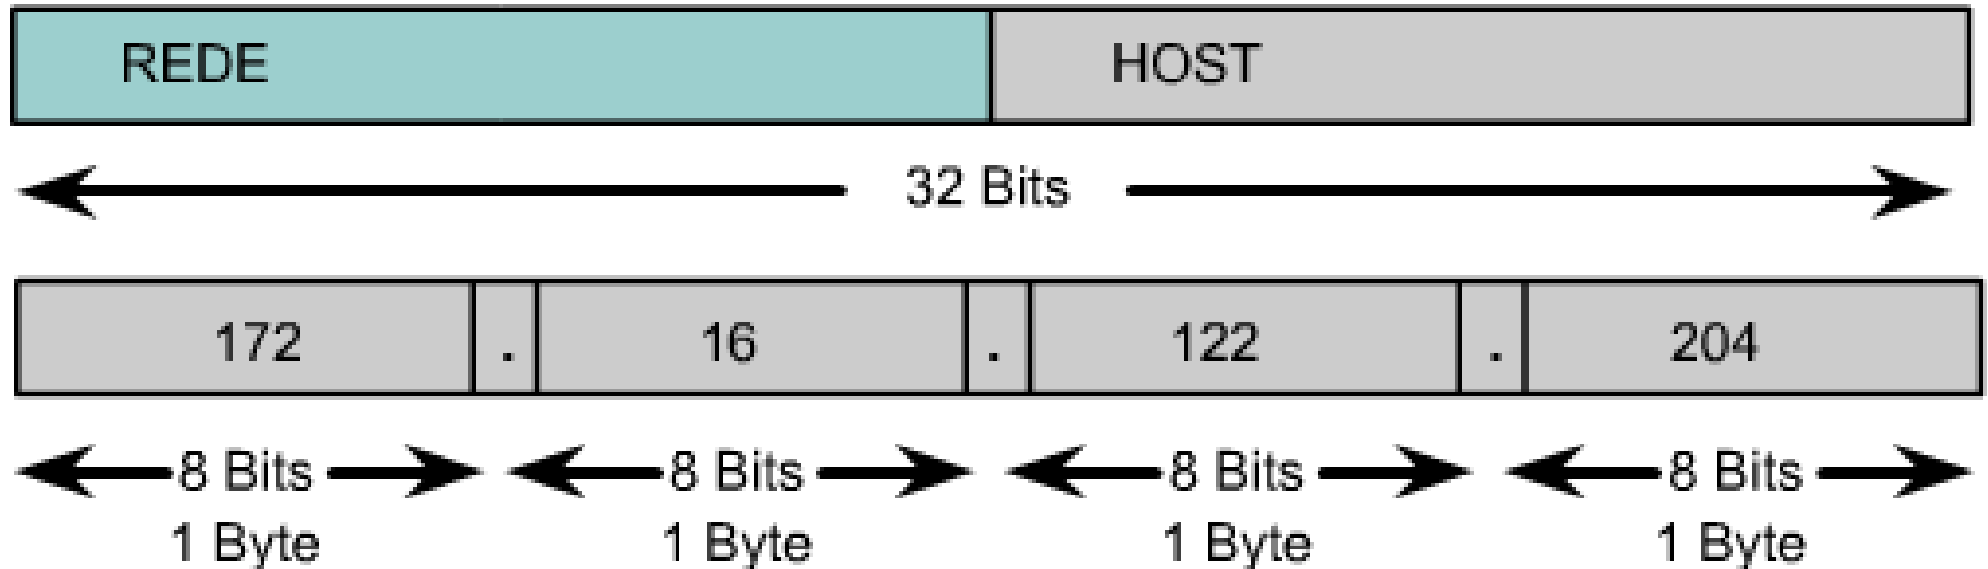 REDE HOST
32 Bits
172 . 16 . 122 . 204
8 Bits 8 Bits 8 Bits 8 Bits
1 Byte 1 Byte 1 Byte 1 Byte